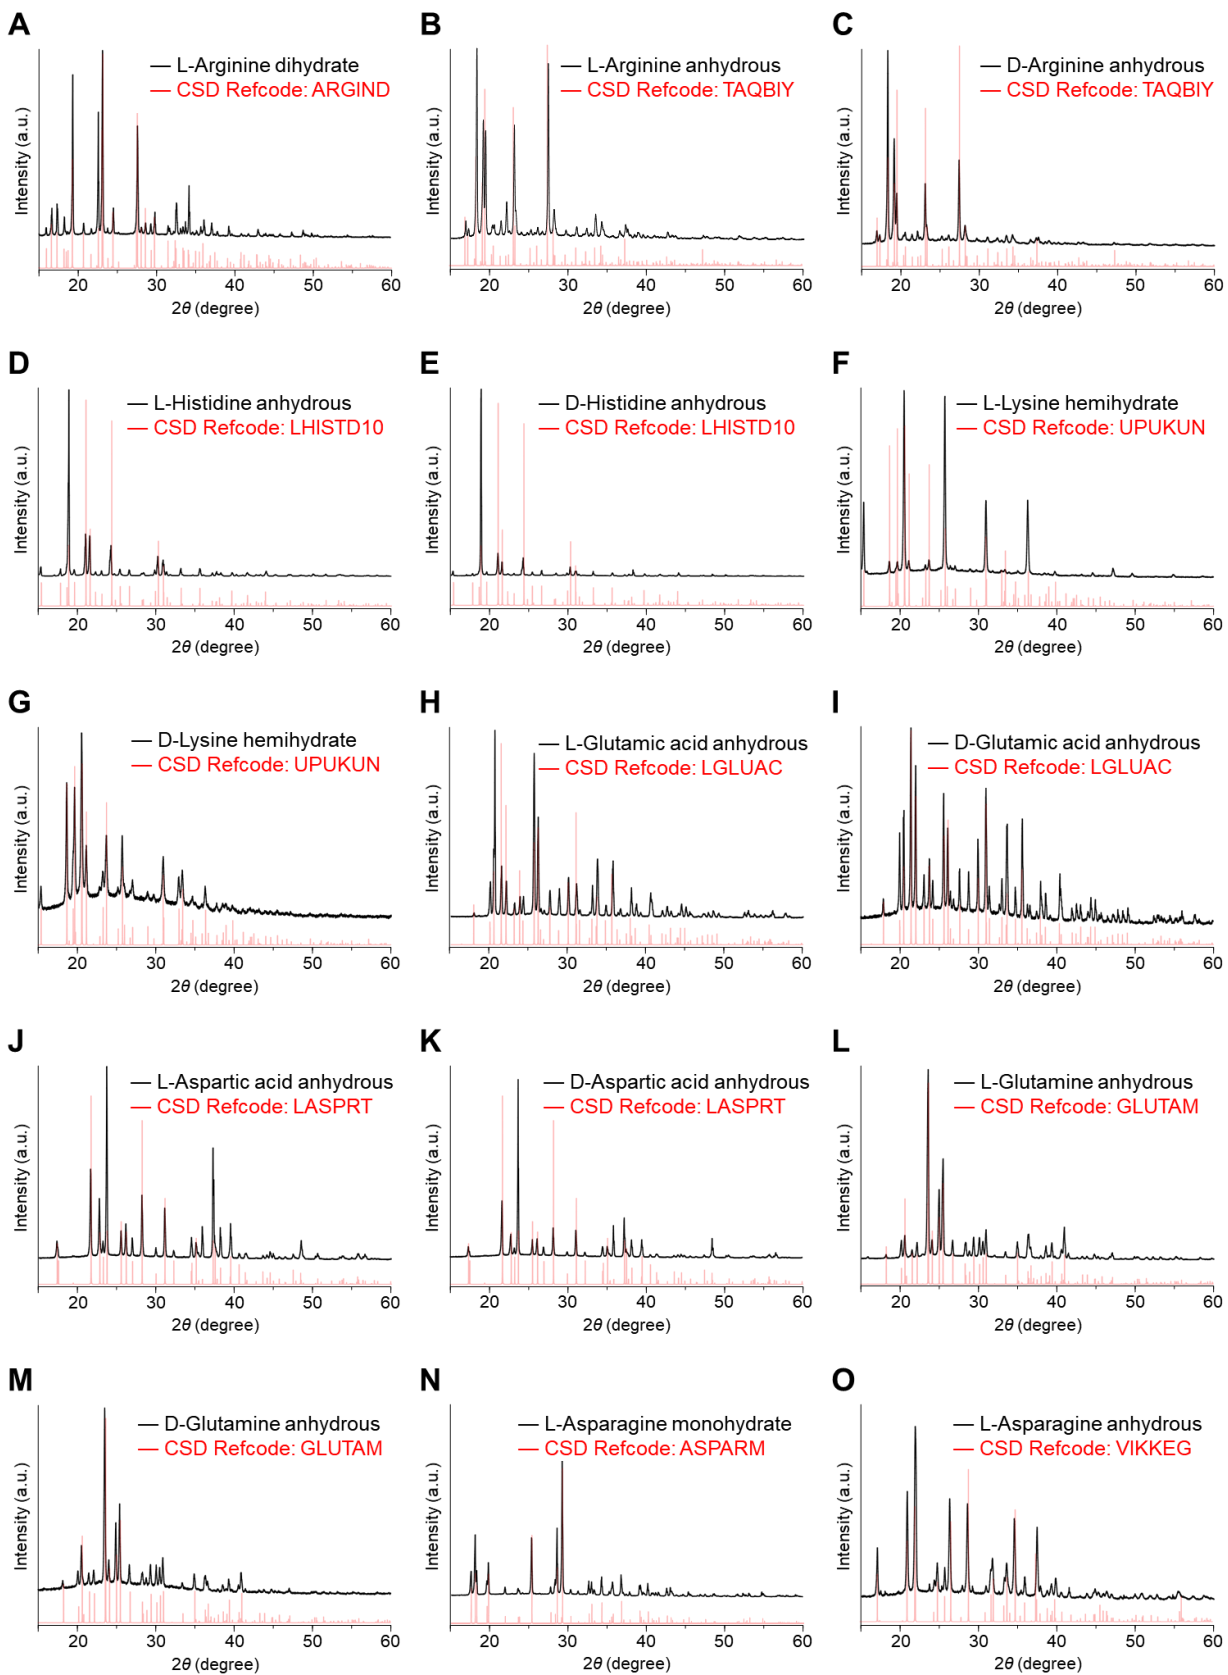 A
L-Arginine dihydrate
CSD Refcode: ARGIND
Intensity (a.u.)
20 30 40 50 60
2θ (degree)
B
L-Arginine anhydrous
CSD Refcode: TAQBIY
Intensity (a.u.)
20 30 40 50 60
2θ (degree)
C
D-Arginine anhydrous
CSD Refcode: TAQBIY
Intensity (a.u.)
20 30 40 50 60
2θ (degree)
D
L-Histidine anhydrous
CSD Refcode: LHISTD10
Intensity (a.u.)
20 30 40 50 60
2θ (degree)
E
D-Histidine anhydrous
CSD Refcode: LHISTD10
Intensity (a.u.)
20 30 40 50 60
2θ (degree)
F
L-Lysine hemihydrate
CSD Refcode: UPUKUN
Intensity (a.u.)
20 30 40 50 60
2θ (degree)
G
D-Lysine hemihydrate
CSD Refcode: UPUKUN
Intensity (a.u.)
20 30 40 50 60
2θ (degree)
H
L-Glutamic acid anhydrous
CSD Refcode: LGLUAC
Intensity (a.u.)
20 30 40 50 60
2θ (degree)
I
D-Glutamic acid anhydrous
CSD Refcode: LGLUAC
Intensity (a.u.)
20 30 40 50 60
2θ (degree)
J
L-Aspartic acid anhydrous
CSD Refcode: LASPRT
Intensity (a.u.)
20 30 40 50 60
2θ (degree)
K
D-Aspartic acid anhydrous
CSD Refcode: LASPRT
Intensity (a.u.)
20 30 40 50 60
2θ (degree)
L
L-Glutamine anhydrous
CSD Refcode: GLUTAM
Intensity (a.u.)
20 30 40 50 60
2θ (degree)
M
D-Glutamine anhydrous
CSD Refcode: GLUTAM
Intensity (a.u.)
20 30 40 50 60
2θ (degree)
N
L-Asparagine monohydrate
CSD Refcode: ASPARM
Intensity (a.u.)
20 30 40 50 60
2θ (degree)
O
L-Asparagine anhydrous
CSD Refcode: VIKKEG
Intensity (a.u.)
20 30 40 50 60
2θ (degree)